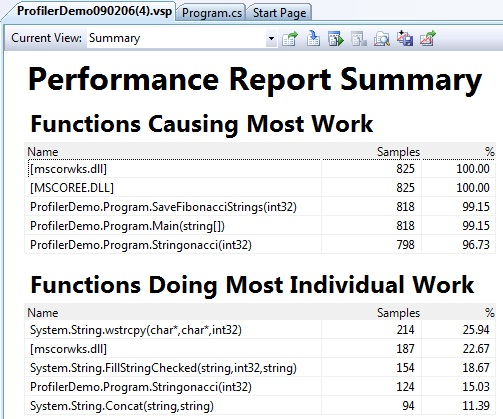 ProfilerDemo090206(4).vsp Program.cs Start Page
Current View: Summary
Performance Report Summary
Functions Causing Most Work
Name Samples %
[mscorwks.dll] 825 100.00
[MSCOREE.DLL] 825 100.00
ProfilerDemo.Program.SaveFibonacciStrings(int32) 818 99.15
ProfilerDemo.Program.Main(string[]) 818 99.15
ProfilerDemo.Program.Stringonacci(int32) 798 96.73
Functions Doing Most Individual Work
Name Samples %
System.String.wstrcpy(char*,char*,int32) 214 25.94
[mscorwks.dll] 187 22.67
System.String.FillStringChecked(string,int32,string) 154 18.67
ProfilerDemo.Program.Stringonacci(int32) 124 15.03
System.String.Concat(string,string) 94 11.39